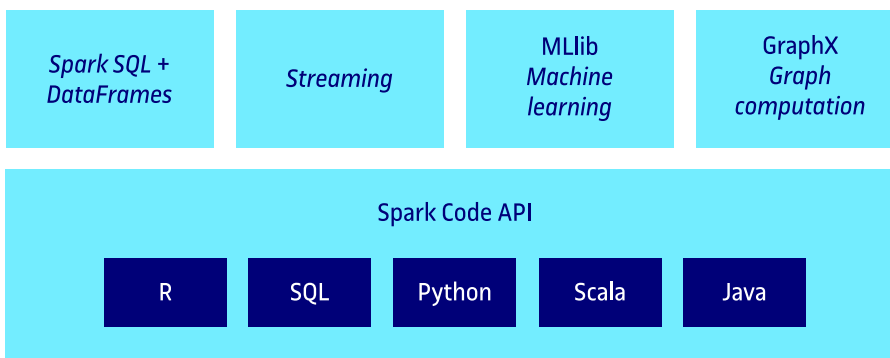 Spark SQL +
DataFrames
Streaming
MLlib
Machine
learning
GraphX
Graph
computation
Spark Code API
R
SQL
Python
Scala
Java